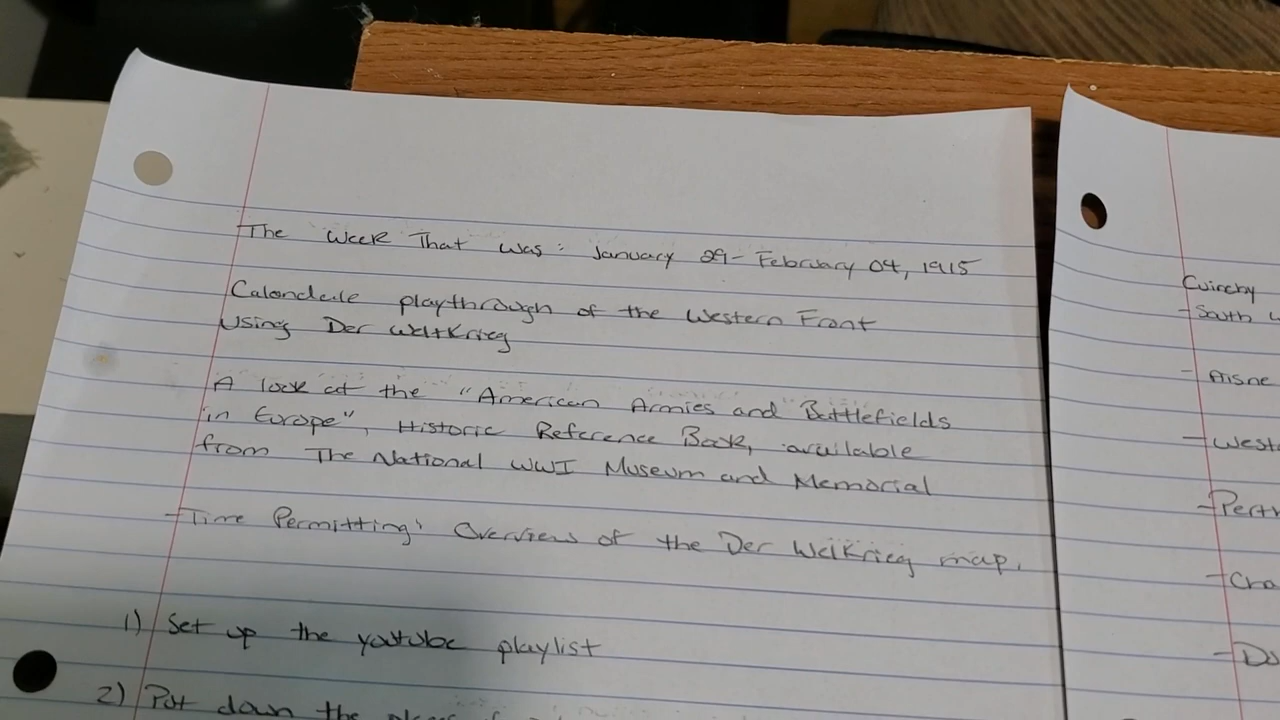 The Week That was: January 29- February 04, 1915
Calendale playthrough of the Western Front
Using Der Weltkrieg
A look at the "American Armies and Battlefields
in Europe", Historic Reference Book, available
from The National WWI Museum and Memorial
-Time Permitting: Overview of the Der Welkrieg map.
1) Set up the youtube playlist
2) Put down the
Cuinchy
-South
- Aisne
-West
-Perth
-Cra
-Do